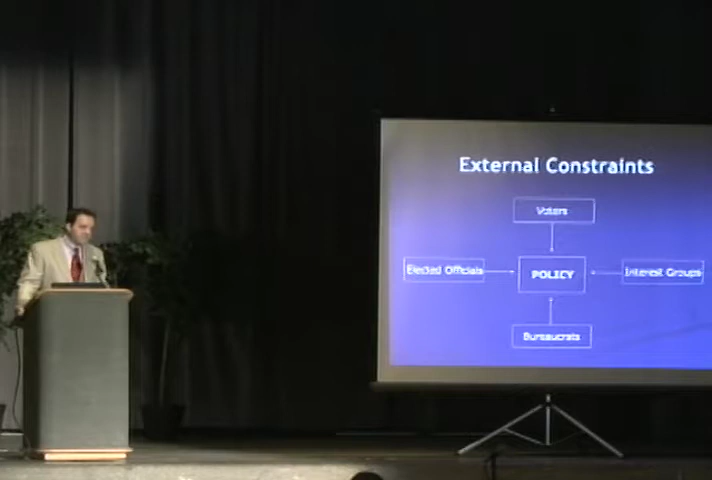 External Constraints
Voters
Elected Officials
POLICY
Interest Groups
Bureaucrats